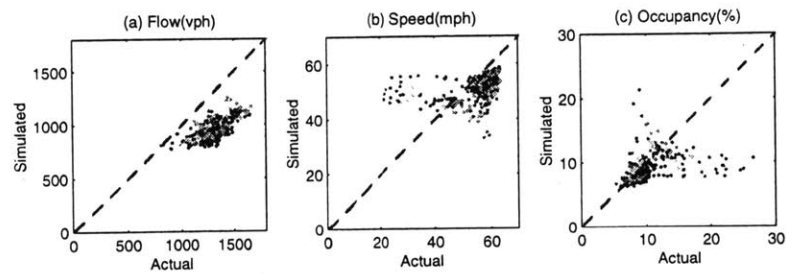 (a) Flow(vph)
1500
1000
500
0
Simulated
0 500 1000 1500
Actual
(b) Speed(mph)
60
40
20
0
Simulated
0 20 40 60
Actual
(c) Occupancy(%)
30
20
10
0
Simulated
0 10 20 30
Actual